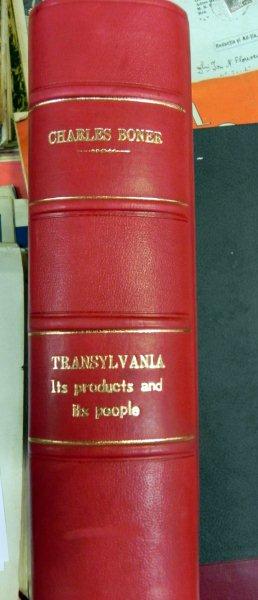 CHARLES BONER
TRANSYLVANIA
Its products and
its people